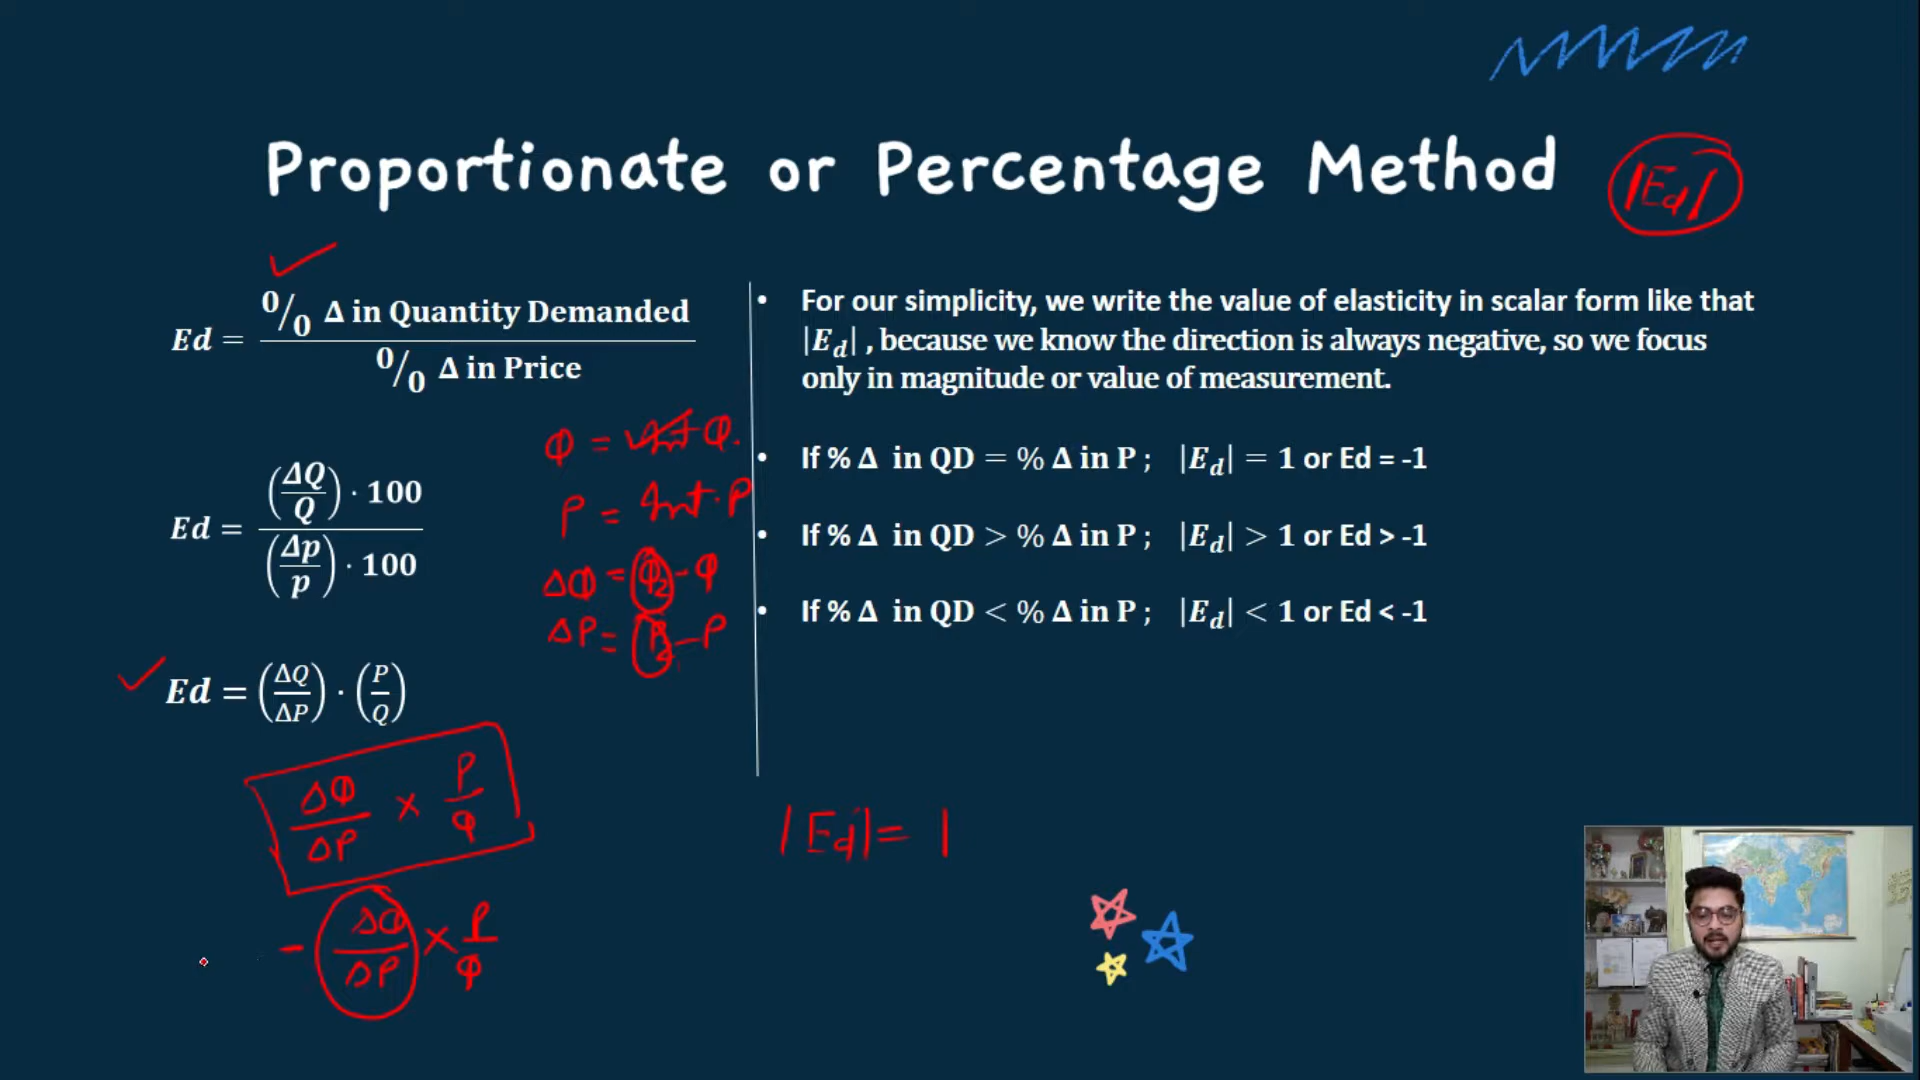 Proportionate or Percentage Method
|Ed|
Ed = % Δ in Quantity Demanded / % Δ in Price
Ed = (ΔQ/Q) · 100 / (Δp/p) · 100
Ed = (ΔQ/ΔP) · (P/Q)
Q = Int Q.
P = Int. P
ΔQ = Q2 - Q
ΔP = P2 - P
ΔQ/ΔP × P/Q
- ΔQ/ΔP × P/Q
• For our simplicity, we write the value of elasticity in scalar form like that
|Ed| , because we know the direction is always negative, so we focus
only in magnitude or value of measurement.
• If % Δ in QD = % Δ in P ; |Ed| = 1 or Ed = -1
• If % Δ in QD > % Δ in P ; |Ed| > 1 or Ed > -1
• If % Δ in QD < % Δ in P ; |Ed| < 1 or Ed < -1
|Ed| = 1